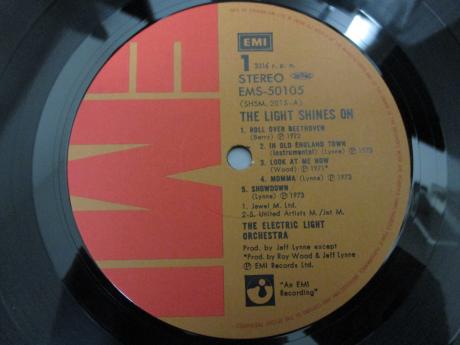 EMI
1 33⅓ r.p.m.
STEREO
EMS-50105
(SHSM. 2015-A)
THE LIGHT SHINES ON
1. ROLL OVER BEETHOVEN
(Berry) Ⓟ 1973
2. IN OLD ENGLAND TOWN
(Instrumental) (Lynne) Ⓟ 1973
3. LOOK AT ME NOW
(Wood) Ⓟ 1971*
4. MOMMA (Lynne) Ⓟ 1973
5. SHOWDOWN
(Lynne) Ⓟ 1973
1. Jewel M. Ltd.
2-5. United Artists M./Jet M.
THE ELECTRIC LIGHT
ORCHESTRA
Prod. by Jeff Lynne except
*Prod. by Roy Wood & Jeff Lynne
Ⓟ EMI Records Ltd.
"An EMI
Recording"
EMI